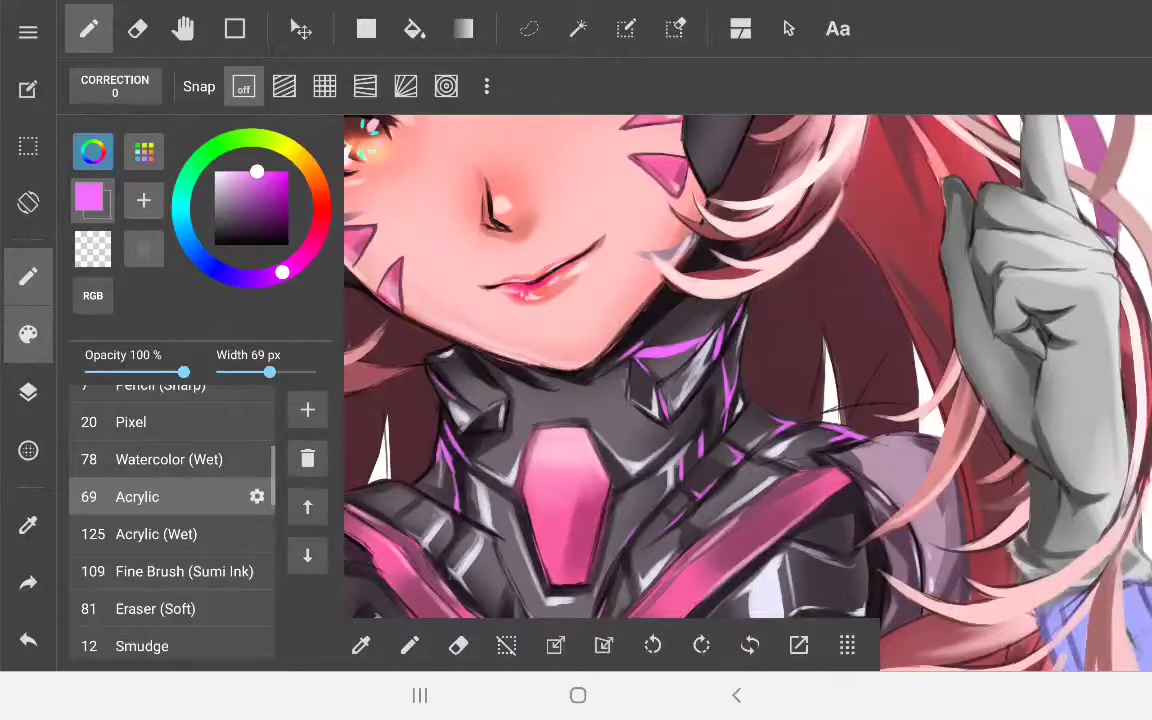 Aa
CORRECTION
0
Snap
off
RGB
Opacity 100 %
Width 69 px
7 Pencil (Sharp)
20 Pixel
78 Watercolor (Wet)
69 Acrylic
125 Acrylic (Wet)
109 Fine Brush (Sumi Ink)
81 Eraser (Soft)
12 Smudge